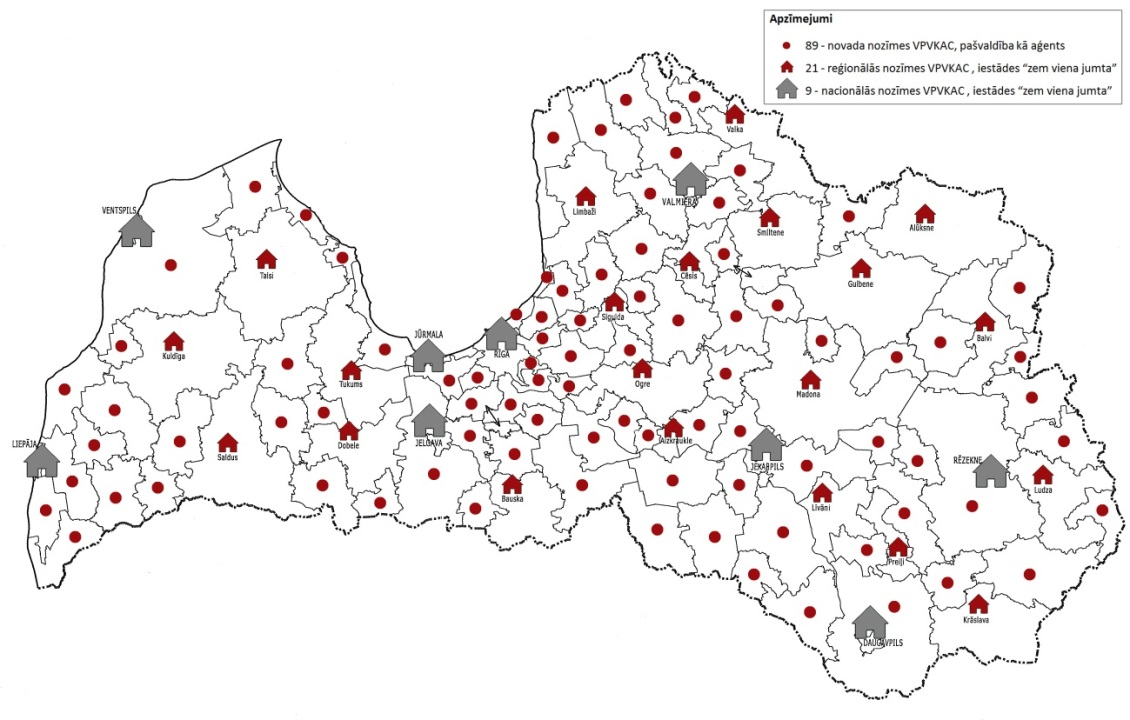 Apzīmejumi
89 - novada nozīmes VPVKAC, pašvaldība kā aģents
21 - reģionālās nozīmes VPVKAC , iestādes “zem viena jumta”
9 - nacionālās nozīmes VPVKAC , iestādes “zem viena jumta”
Valka
VALMIERA
Limbaži
VENTSPILS
Smiltene
Alūksne
Talsi
Cēsis
Gulbene
Sigulda
Balvi
Kuldīga
JŪRMALA
RĪGA
Tukums
Ogre
Madona
LIEPĀJA
Saldus
Dobele
JELGAVA
Aizkraukle
JĒKABPILS
RĒZEKNE
Ludza
Bauska
Līvāni
Preiļi
Krāslava
DAUGAVPILS